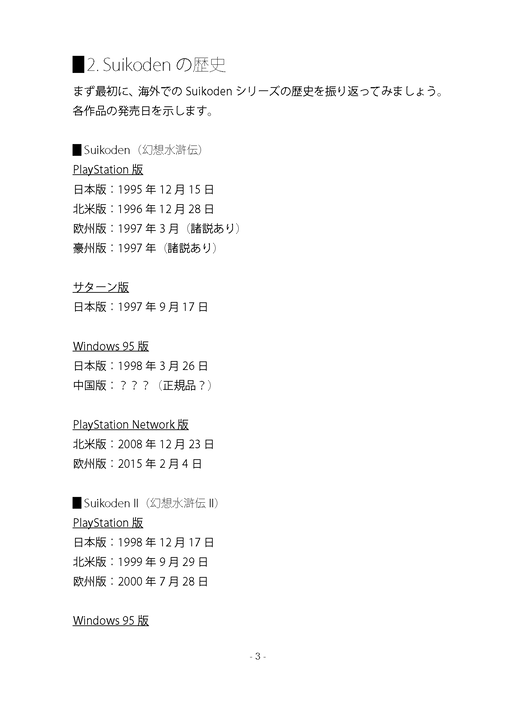 ■2. Suikoden の歴史
まず最初に、海外での Suikoden シリーズの歴史を振り返ってみましょう。
各作品の発売日を示します。
■Suikoden（幻想水滸伝）
PlayStation 版
日本版：1995 年 12 月 15 日
北米版：1996 年 12 月 28 日
欧州版：1997 年 3 月（諸説あり）
豪州版：1997 年（諸説あり）
サターン版
日本版：1997 年 9 月 17 日
Windows 95 版
日本版：1998 年 3 月 26 日
中国版：？？？（正規品？）
PlayStation Network 版
北米版：2008 年 12 月 23 日
欧州版：2015 年 2 月 4 日
■Suikoden II（幻想水滸伝 II）
PlayStation 版
日本版：1998 年 12 月 17 日
北米版：1999 年 9 月 29 日
欧州版：2000 年 7 月 28 日
Windows 95 版
- 3 -